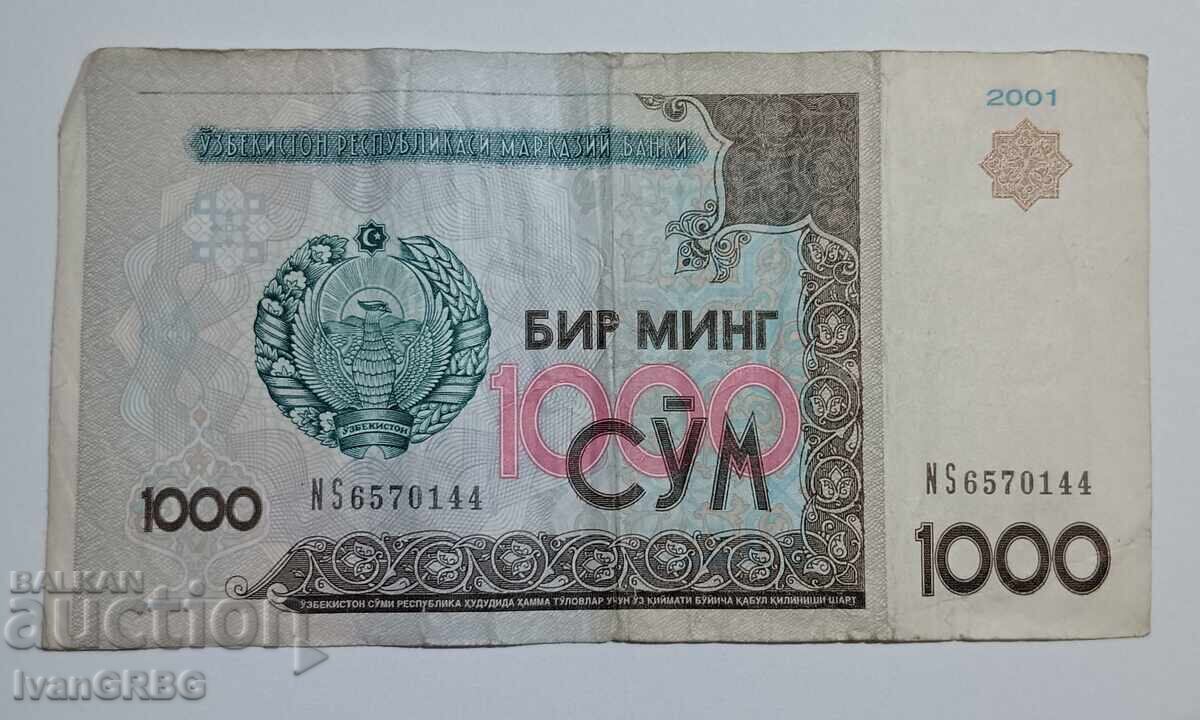 2001
ЎЗБЕКИСТОН РЕСПУБЛИКАСИ МАРКАЗИЙ БАНКИ
БИР МИНГ
1000
СЎМ
ЎЗБЕКИСТОН
NS6570144
NS6570144
1000
1000
ЎЗБЕКИСТОН СЎМИ РЕСПУБЛИКА ҲУДУДИДА ҲАММА ТЎЛОВЛАР УЧУН ЎЗ ҚИЙМАТИ БЎЙИЧА ҚАБУЛ ҚИЛИНИШИ ШАРТ
BALKAN
auction
IvanGRBG